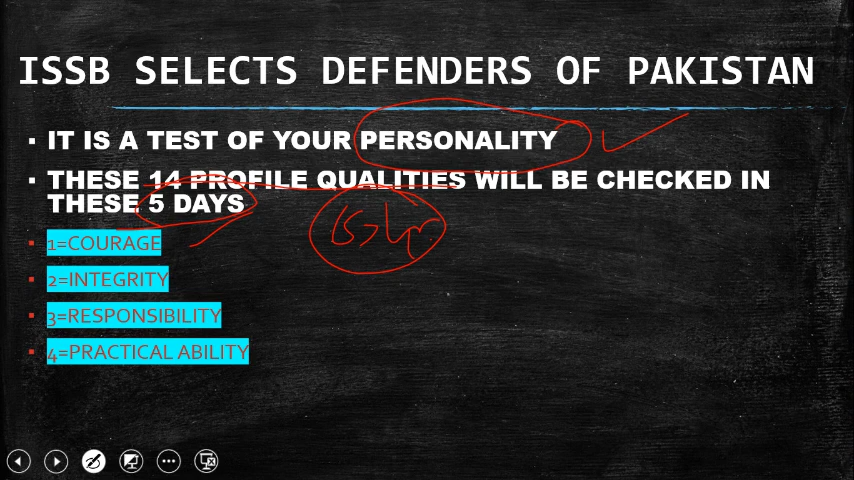 ISSB SELECTS DEFENDERS OF PAKISTAN
▪ IT IS A TEST OF YOUR PERSONALITY
▪ THESE 14 PROFILE QUALITIES WILL BE CHECKED IN
THESE 5 DAYS
▪ 1=COURAGE
▪ 2=INTEGRITY
▪ 3=RESPONSIBILITY
▪ 4=PRACTICAL ABILITY